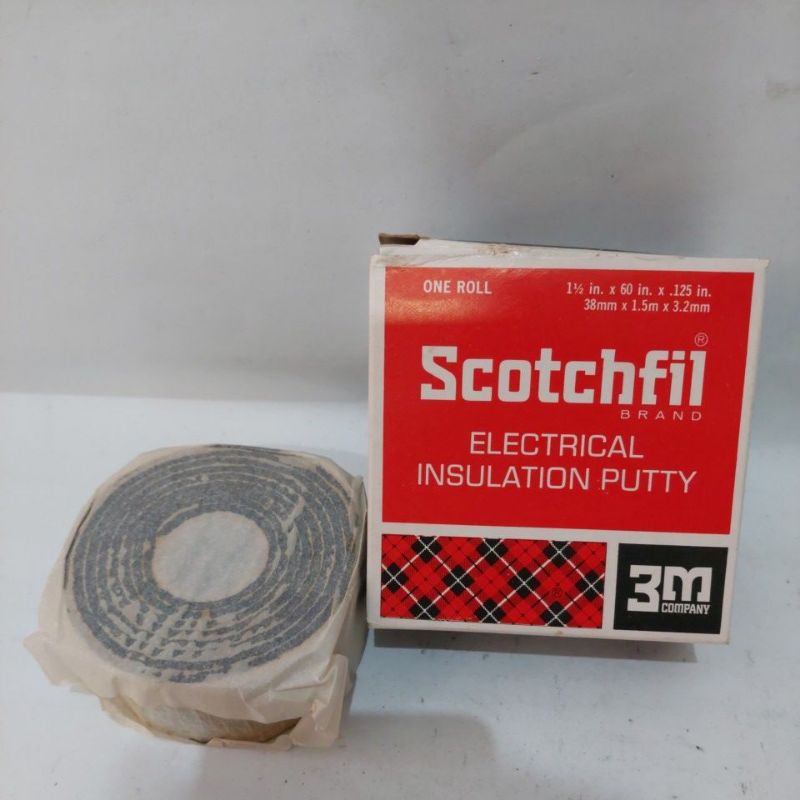 ONE ROLL
1½ in. x 60 in. x .125 in.
38mm x 1.5m x 3.2mm
Scotchfil®
BRAND
ELECTRICAL
INSULATION PUTTY
®
3M
COMPANY